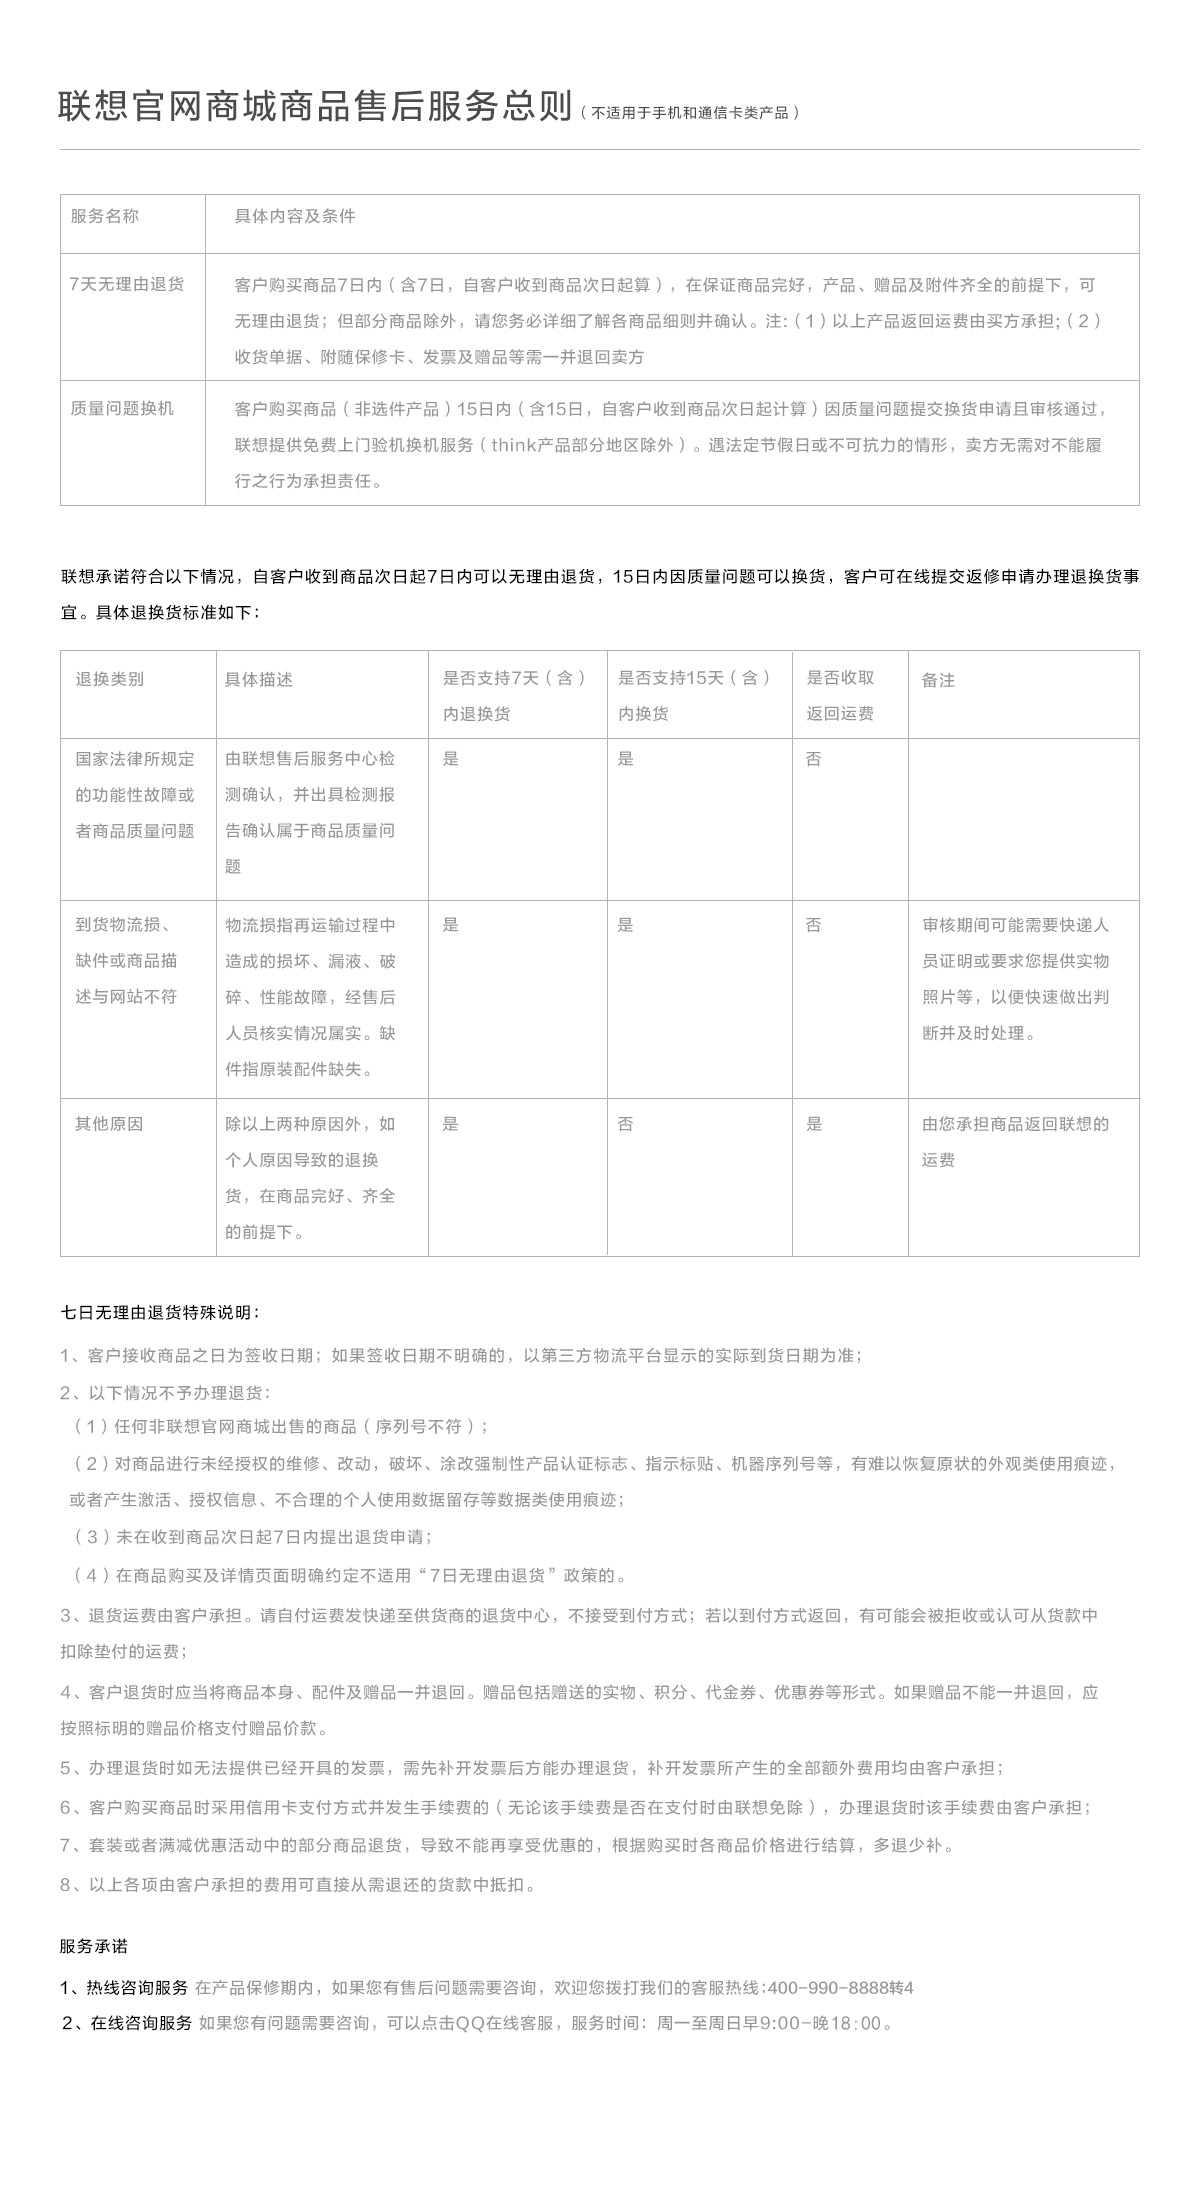 联想官网商城商品售后服务总则（不适用于手机和通信卡类产品）
服务名称
具体内容及条件
7天无理由退货
客户购买商品7日内（含7日，自客户收到商品次日起算），在保证商品完好，产品、赠品及附件齐全的前提下，可
无理由退货；但部分商品除外，请您务必详细了解各商品细则并确认。注:（1）以上产品返回运费由买方承担;（2）
收货单据、附随保修卡、发票及赠品等需一并退回卖方
质量问题换机
客户购买商品（非选件产品）15日内（含15日，自客户收到商品次日起计算）因质量问题提交换货申请且审核通过，
联想提供免费上门验机换机服务（think产品部分地区除外）。遇法定节假日或不可抗力的情形，卖方无需对不能履
行之行为承担责任。
联想承诺符合以下情况，自客户收到商品次日起7日内可以无理由退货，15日内因质量问题可以换货，客户可在线提交返修申请办理退换货事
宜。具体退换货标准如下：
退换类别
具体描述
是否支持7天（含）
内退换货
是否支持15天（含）
内换货
是否收取
返回运费
备注
国家法律所规定
的功能性故障或
者商品质量问题
由联想售后服务中心检
测确认，并出具检测报
告确认属于商品质量问
题
是
是
否
到货物流损、
缺件或商品描
述与网站不符
物流损指再运输过程中
造成的损坏、漏液、破
碎、性能故障，经售后
人员核实情况属实。缺
件指原装配件缺失。
是
是
否
审核期间可能需要快递人
员证明或要求您提供实物
照片等，以便快速做出判
断并及时处理。
其他原因
除以上两种原因外，如
个人原因导致的退换
货，在商品完好、齐全
的前提下。
是
否
是
由您承担商品返回联想的
运费
七日无理由退货特殊说明：
1、客户接收商品之日为签收日期；如果签收日期不明确的，以第三方物流平台显示的实际到货日期为准；
2、以下情况不予办理退货：
（1）任何非联想官网商城出售的商品（序列号不符）；
（2）对商品进行未经授权的维修、改动，破坏、涂改强制性产品认证标志、指示标贴、机器序列号等，有难以恢复原状的外观类使用痕迹，
或者产生激活、授权信息、不合理的个人使用数据留存等数据类使用痕迹；
（3）未在收到商品次日起7日内提出退货申请；
（4）在商品购买及详情页面明确约定不适用“7日无理由退货”政策的。
3、退货运费由客户承担。请自付运费发快递至供货商的退货中心，不接受到付方式；若以到付方式返回，有可能会被拒收或认可从货款中
扣除垫付的运费；
4、客户退货时应当将商品本身、配件及赠品一并退回。赠品包括赠送的实物、积分、代金券、优惠券等形式。如果赠品不能一并退回，应
按照标明的赠品价格支付赠品价款。
5、办理退货时如无法提供已经开具的发票，需先补开发票后方能办理退货，补开发票所产生的全部额外费用均由客户承担；
6、客户购买商品时采用信用卡支付方式并发生手续费的（无论该手续费是否在支付时由联想免除），办理退货时该手续费由客户承担；
7、套装或者满减优惠活动中的部分商品退货，导致不能再享受优惠的，根据购买时各商品价格进行结算，多退少补。
8、以上各项由客户承担的费用可直接从需退还的货款中抵扣。
服务承诺
1、热线咨询服务 在产品保修期内，如果您有售后问题需要咨询，欢迎您拨打我们的客服热线：400-990-8888转4
2、在线咨询服务 如果您有问题需要咨询，可以点击QQ在线客服，服务时间：周一至周日早9:00-晚18:00。